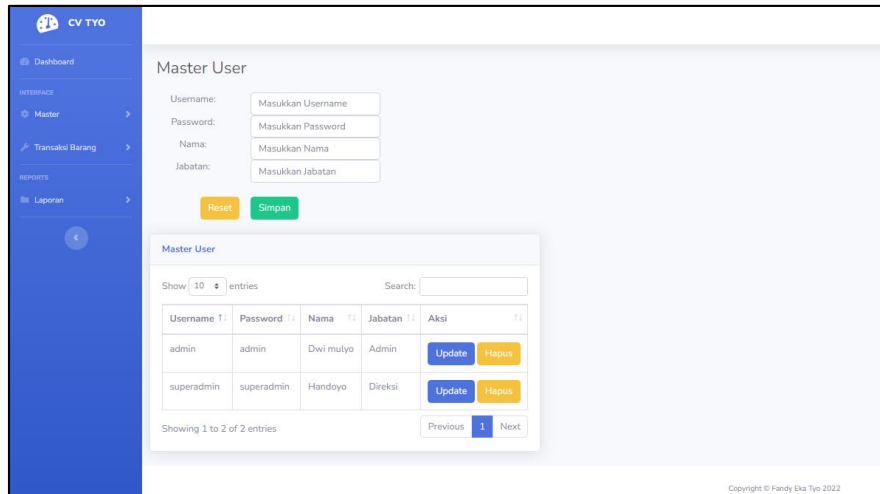 CV TYO
Dashboard
INTERFACE
Master
Transaksi Barang
REPORTS
Laporan
Master User
Username: Masukkan Username
Password: Masukkan Password
Nama: Masukkan Nama
Jabatan: Masukkan Jabatan
Reset Simpan
Master User
Show 10 entries Search:
Username Password Nama Jabatan Aksi
admin admin Dwi mulyo Admin Update Hapus
superadmin superadmin Handoyo Direksi Update Hapus
Showing 1 to 2 of 2 entries Previous 1 Next
Copyright © Fandy Eka Tyo 2022